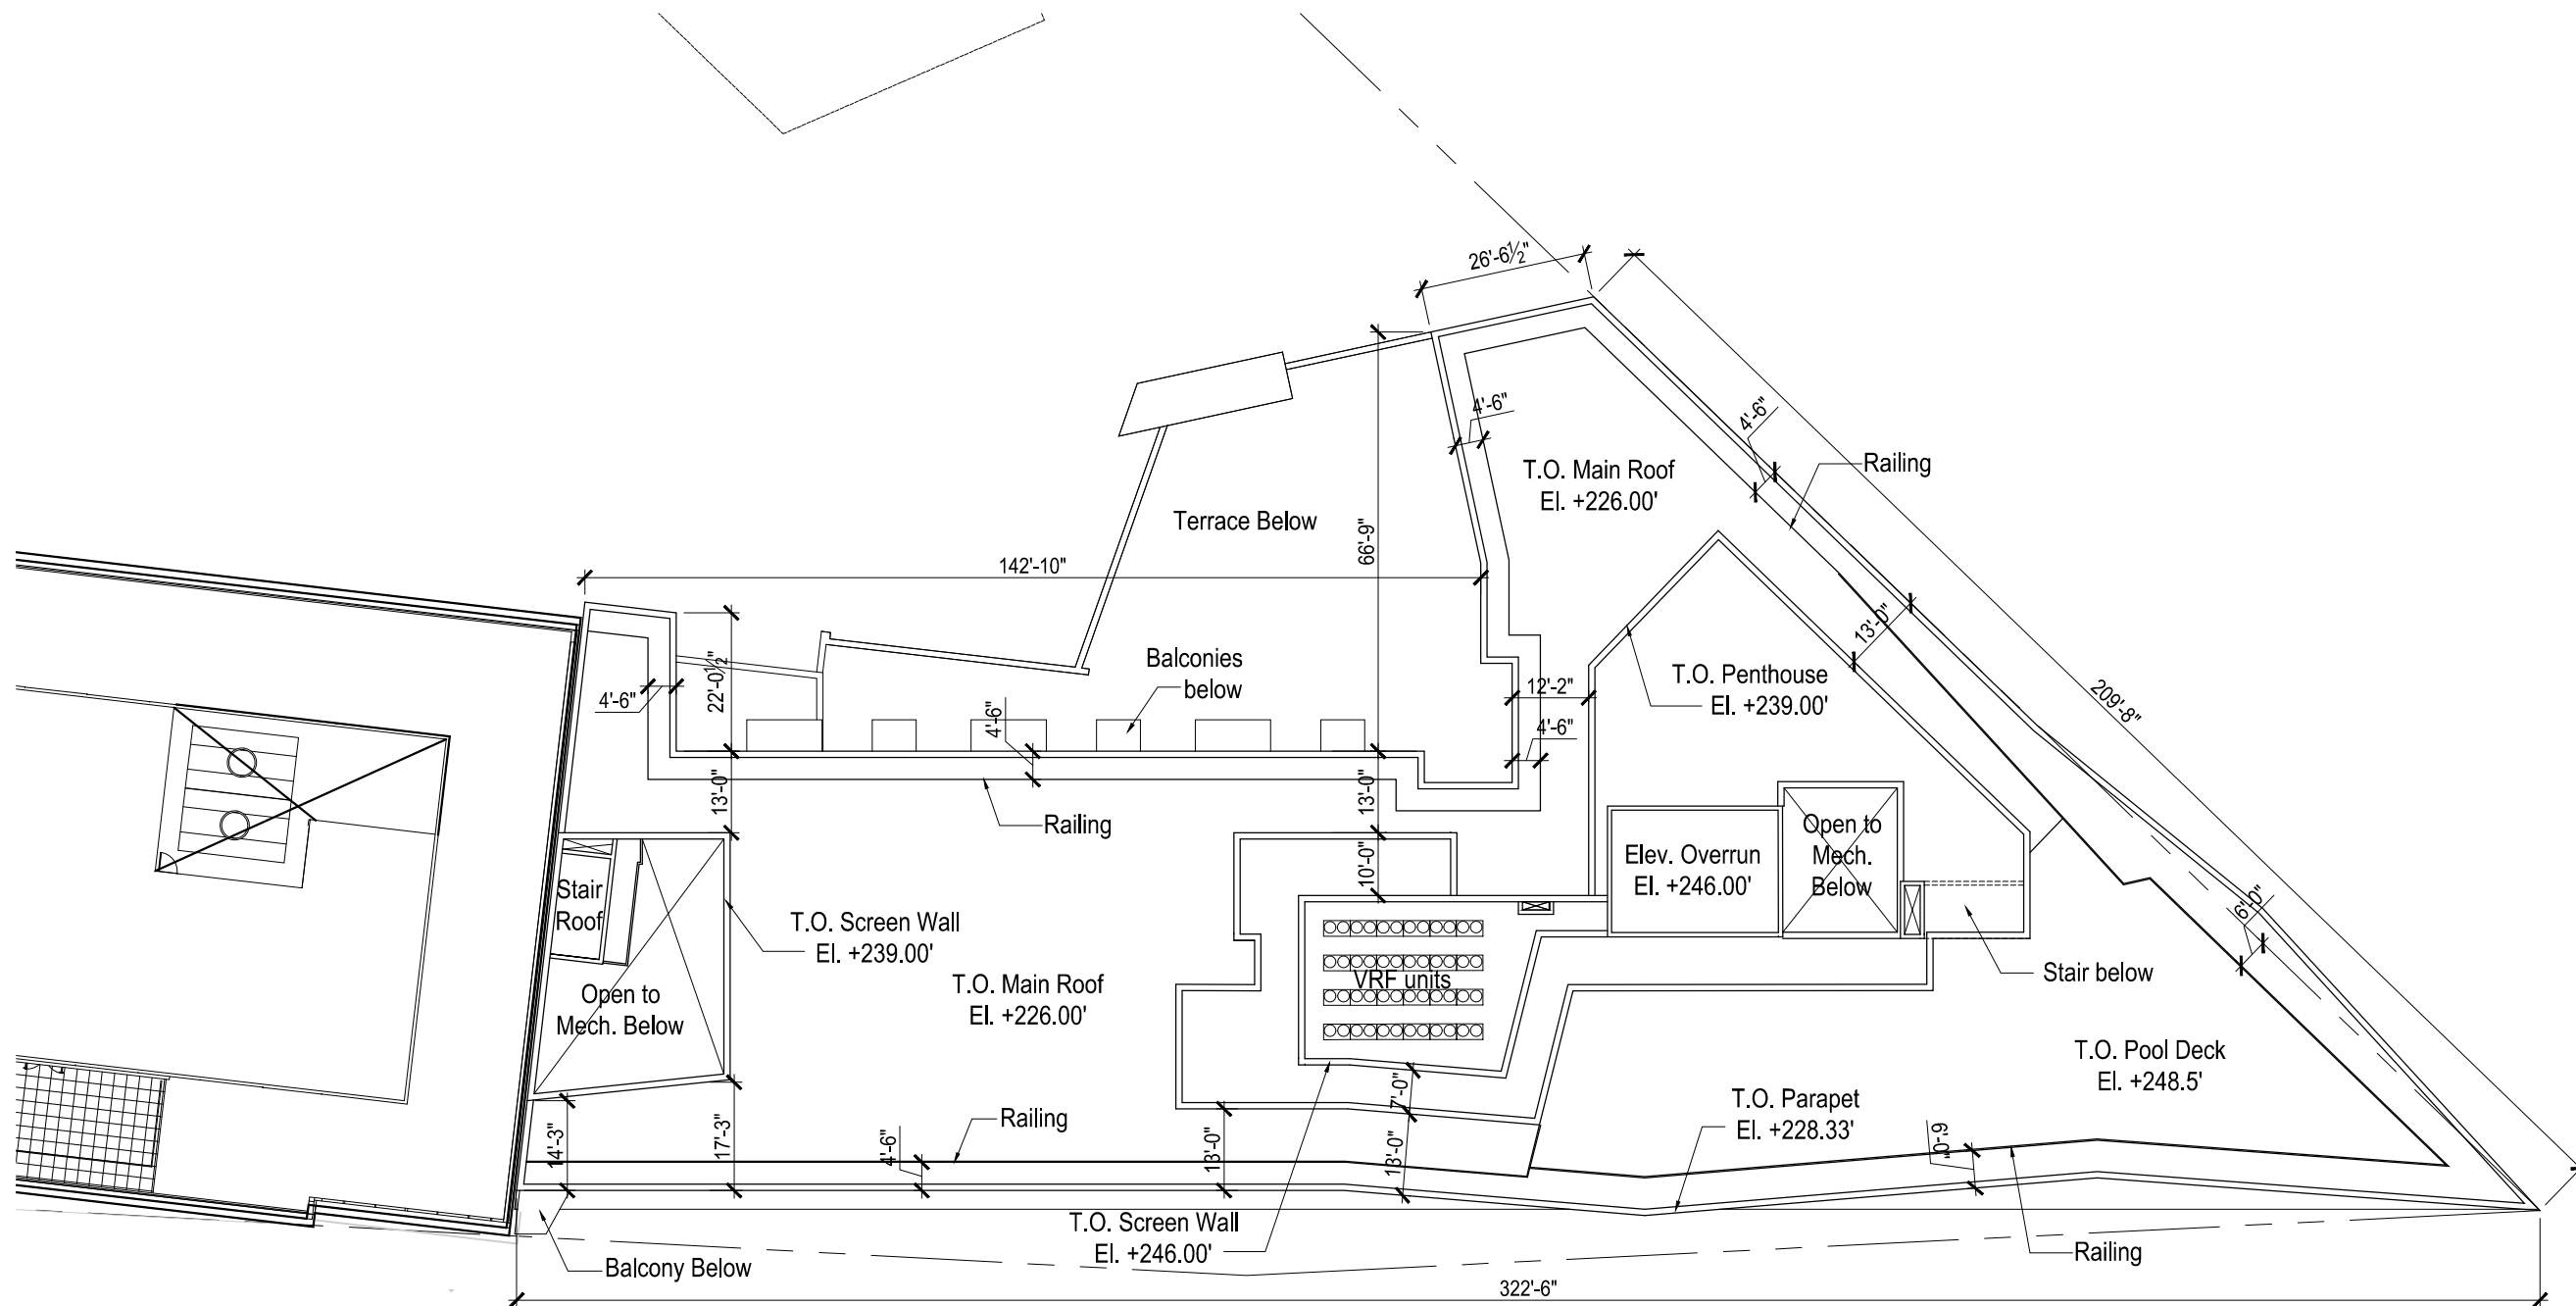 26'-6½"
4'-6"
4'-6"
T.O. Main Roof
El. +226.00'
Railing
Terrace Below
66'-9"
142'-10"
13'-0"
22'-0½"
4'-6"
Balconies
below
4'-6"
12'-2"
4'-6"
T.O. Penthouse
El. +239.00'
209'-8"
13'-0"
Railing
13'-0"
10'-0"
Stair
Roof
Elev. Overrun
El. +246.00'
Open to
Mech.
Below
6'-0"
T.O. Screen Wall
El. +239.00'
Open to
Mech. Below
T.O. Main Roof
El. +226.00'
VRF units
Stair below
T.O. Pool Deck
El. +248.5'
14'-3"
17'-3"
4'-6"
Railing
13'-0"
7'-0"
13'-0"
T.O. Parapet
El. +228.33'
6'-0"
T.O. Screen Wall
El. +246.00'
Railing
Balcony Below
322'-6"